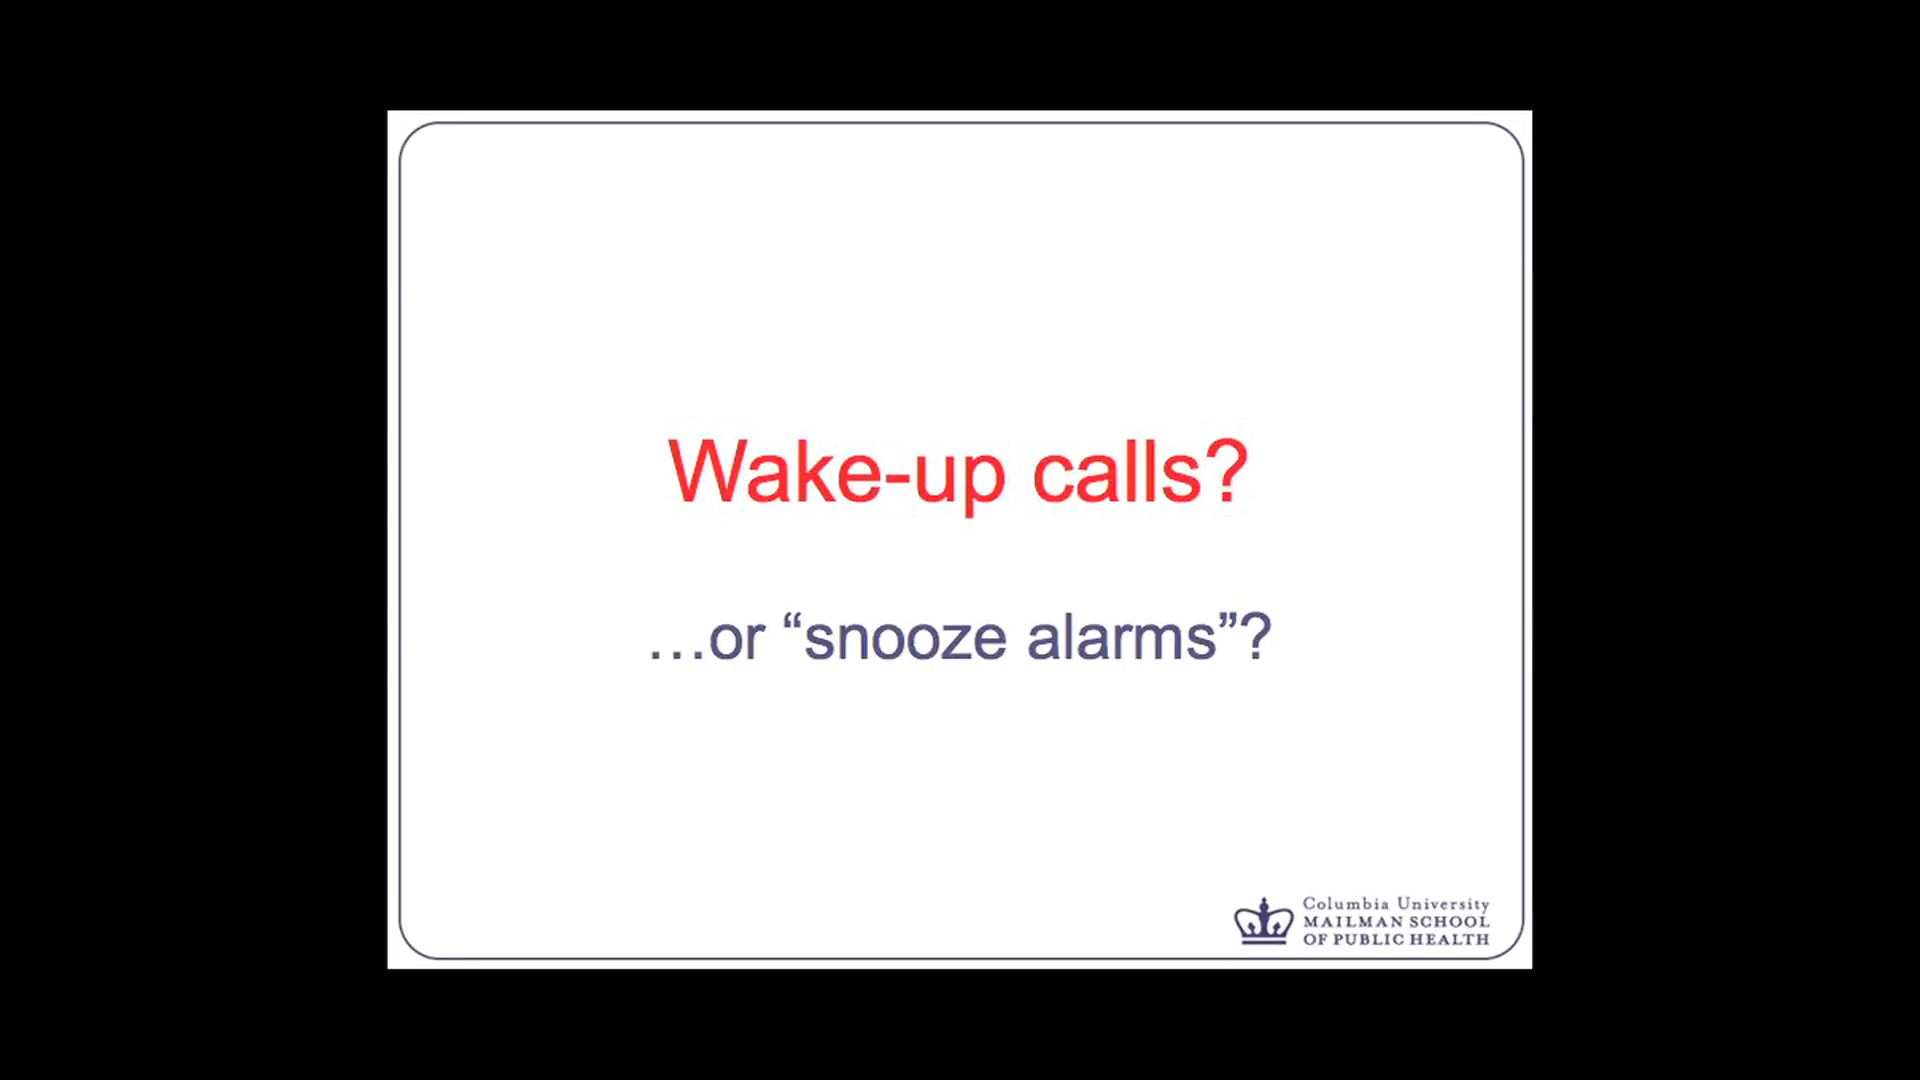 Wake-up calls?
…or “snooze alarms”?
Columbia University
MAILMAN SCHOOL
OF PUBLIC HEALTH